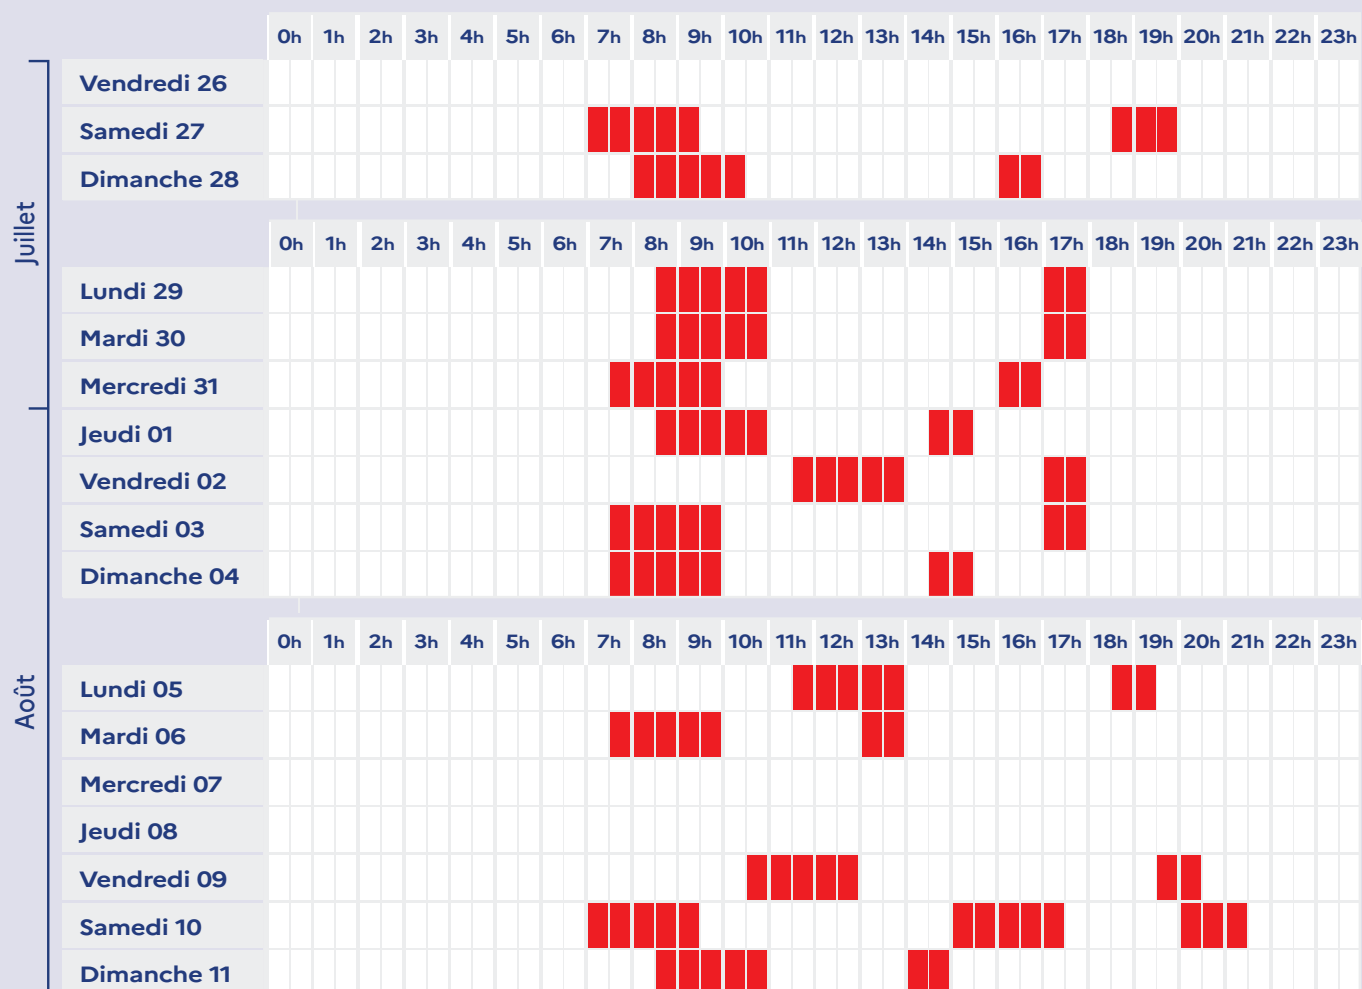 0h 1h 2h 3h 4h 5h 6h 7h 8h 9h 10h 11h 12h 13h 14h 15h 16h 17h 18h 19h 20h 21h 22h 23h
Juillet
Vendredi 26
Samedi 27
Dimanche 28
0h 1h 2h 3h 4h 5h 6h 7h 8h 9h 10h 11h 12h 13h 14h 15h 16h 17h 18h 19h 20h 21h 22h 23h
Lundi 29
Mardi 30
Mercredi 31
Août
Jeudi 01
Vendredi 02
Samedi 03
Dimanche 04
0h 1h 2h 3h 4h 5h 6h 7h 8h 9h 10h 11h 12h 13h 14h 15h 16h 17h 18h 19h 20h 21h 22h 23h
Lundi 05
Mardi 06
Mercredi 07
Jeudi 08
Vendredi 09
Samedi 10
Dimanche 11